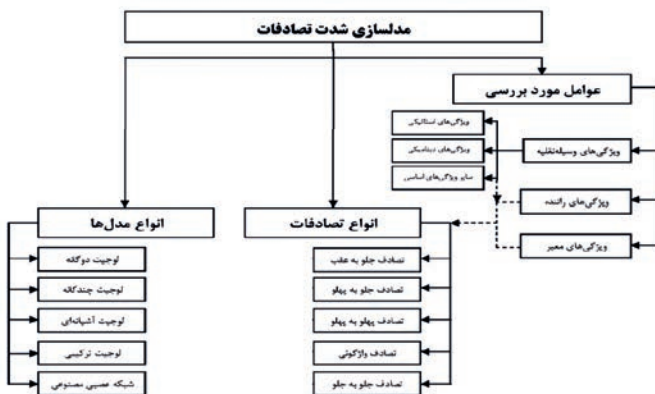 مدلسازی شدت تصادفات
عوامل مورد بررسی
ویژگی‌های وسیله‌نقلیه
ویژگی‌های استاتیکی
ویژگی‌های دینامیکی
سایر ویژگی‌های اساسی
ویژگی‌های راننده
ویژگی‌های معبر
انواع تصادفات
تصادف جلو به عقب
تصادف جلو به پهلو
تصادف پهلو به پهلو
تصادف واژگونی
تصادف جلو به جلو
انواع مدل‌ها
لوجیت دوگانه
لوجیت چندگانه
لوجیت آشیانه‌ای
لوجیت ترکیبی
شبکه عصبی مصنوعی